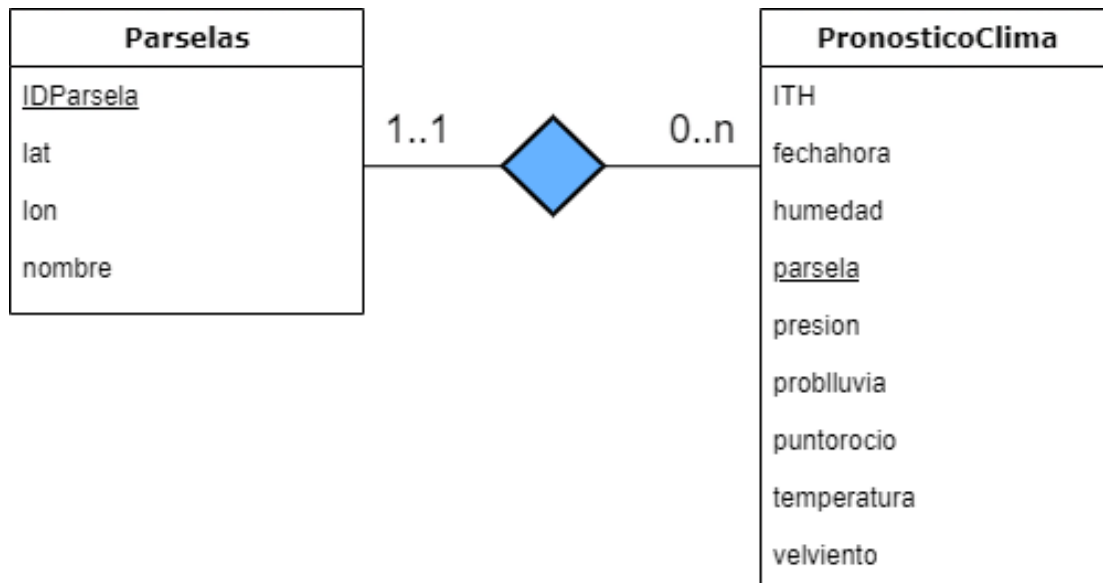 Parselas
IDParsela
lat
lon
nombre
1..1
0..n
PronosticoClima
ITH
fechahora
humedad
parsela
presion
problluvia
puntorocio
temperatura
velviento